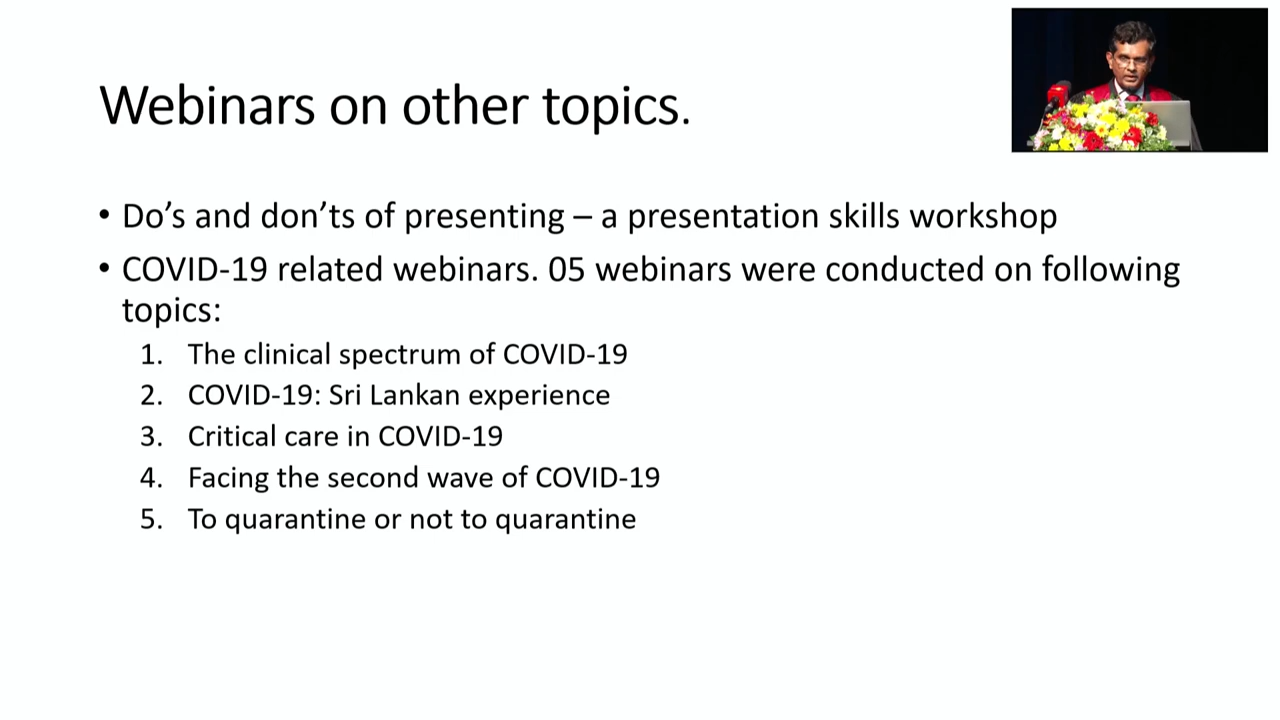 Webinars on other topics.
• Do’s and don’ts of presenting – a presentation skills workshop
• COVID-19 related webinars. 05 webinars were conducted on following
topics:
1. The clinical spectrum of COVID-19
2. COVID-19: Sri Lankan experience
3. Critical care in COVID-19
4. Facing the second wave of COVID-19
5. To quarantine or not to quarantine